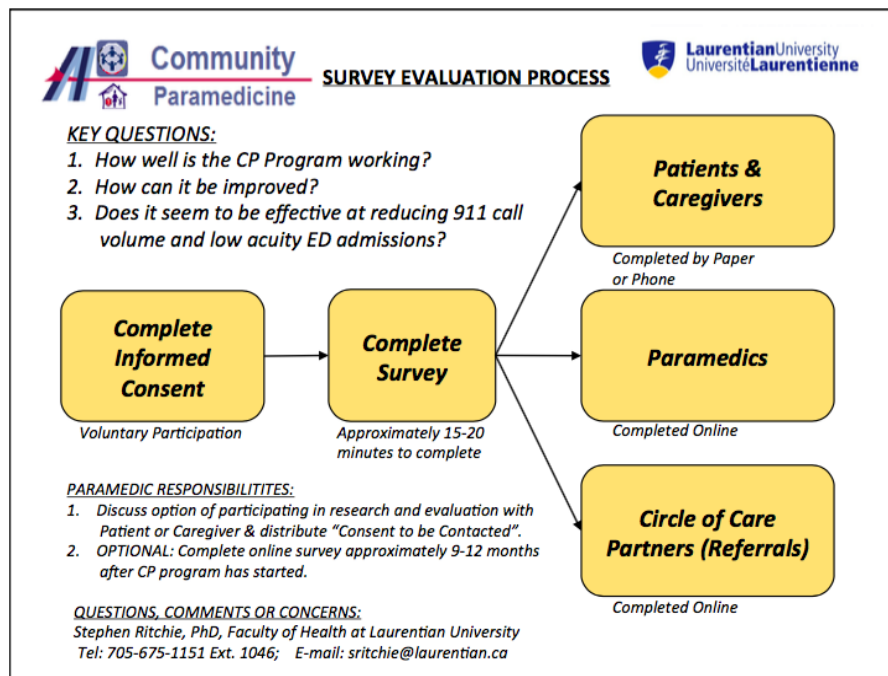 Community
Paramedicine
SURVEY EVALUATION PROCESS
LaurentianUniversity
UniversitéLaurentienne
KEY QUESTIONS:
1. How well is the CP Program working?
2. How can it be improved?
3. Does it seem to be effective at reducing 911 call
volume and low acuity ED admissions?
Patients &
Caregivers
Completed by Paper
or Phone
Complete
Informed
Consent
Voluntary Participation
Complete
Survey
Approximately 15-20
minutes to complete
Paramedics
Completed Online
Circle of Care
Partners (Referrals)
Completed Online
PARAMEDIC RESPONSIBILITITES:
1. Discuss option of participating in research and evaluation with
Patient or Caregiver & distribute “Consent to be Contacted”.
2. OPTIONAL: Complete online survey approximately 9-12 months
after CP program has started.
QUESTIONS, COMMENTS OR CONCERNS:
Stephen Ritchie, PhD, Faculty of Health at Laurentian University
Tel: 705-675-1151 Ext. 1046; E-mail: sritchie@laurentian.ca